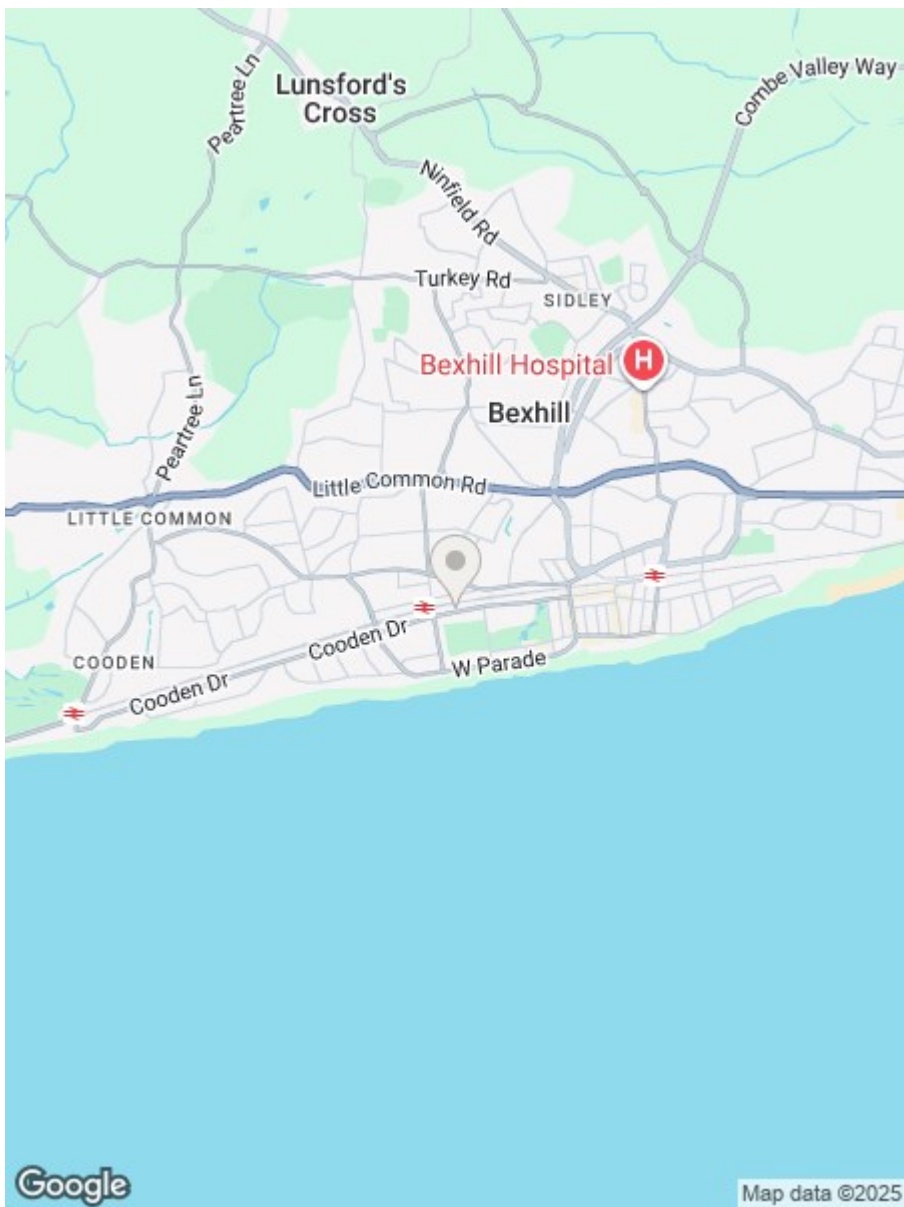 Lunsford's
Cross
Peartree Ln
Combe Valley Way
Ninfield Rd
Turkey Rd
SIDLEY
Bexhill Hospital
H
Bexhill
Peartree Ln
Little Common Rd
LITTLE COMMON
Cooden Dr
COODEN
W Parade
Cooden Dr
Google
Map data ©2025